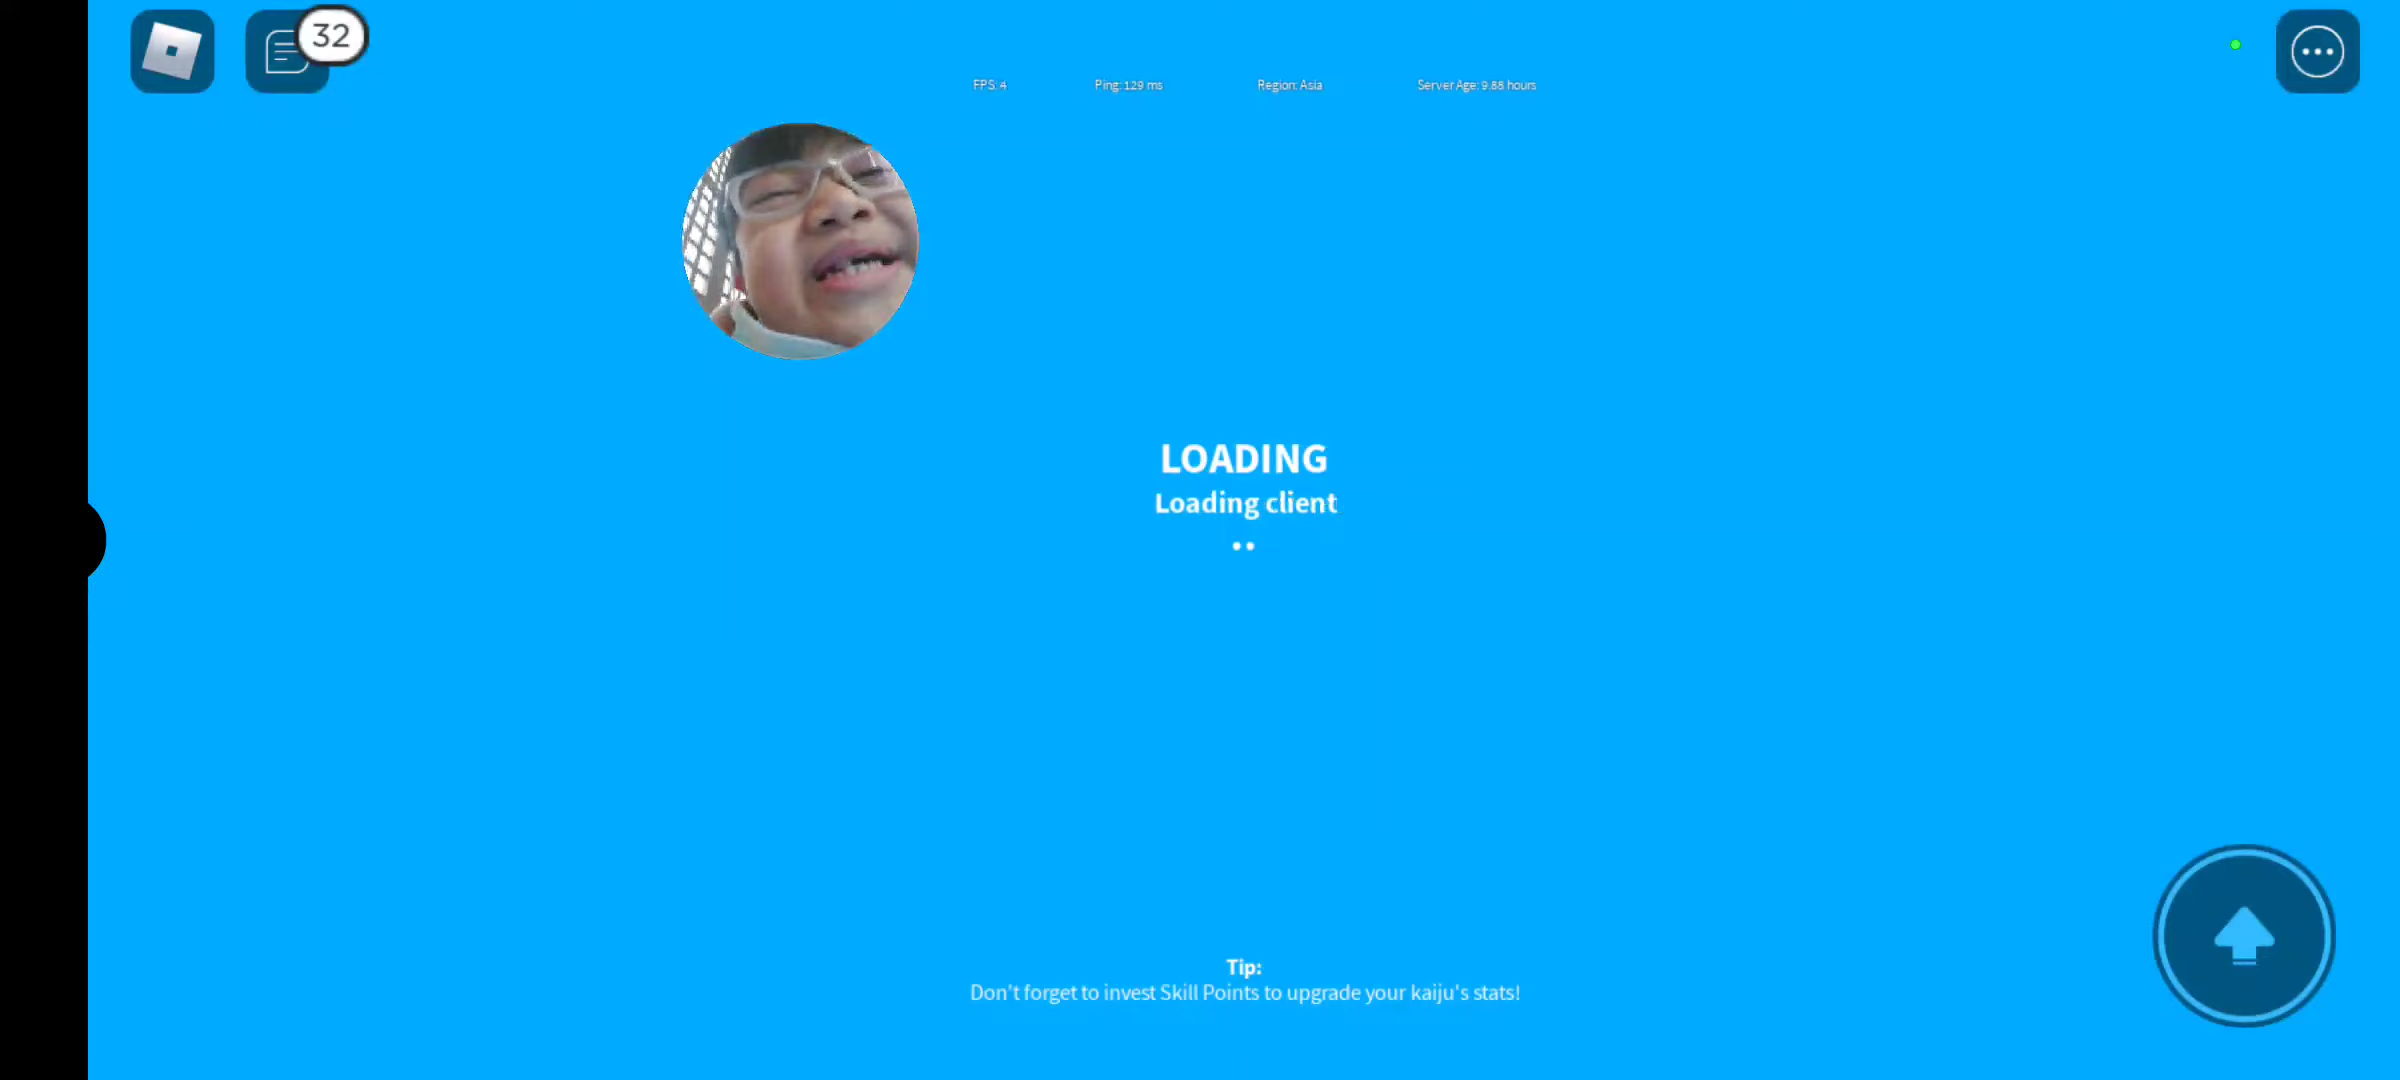 32
FPS: 4 Ping: 129 ms Region: Asia Server Age: 9.88 hours
LOADING
Loading client
••
Tip:
Don't forget to invest Skill Points to upgrade your kaiju's stats!